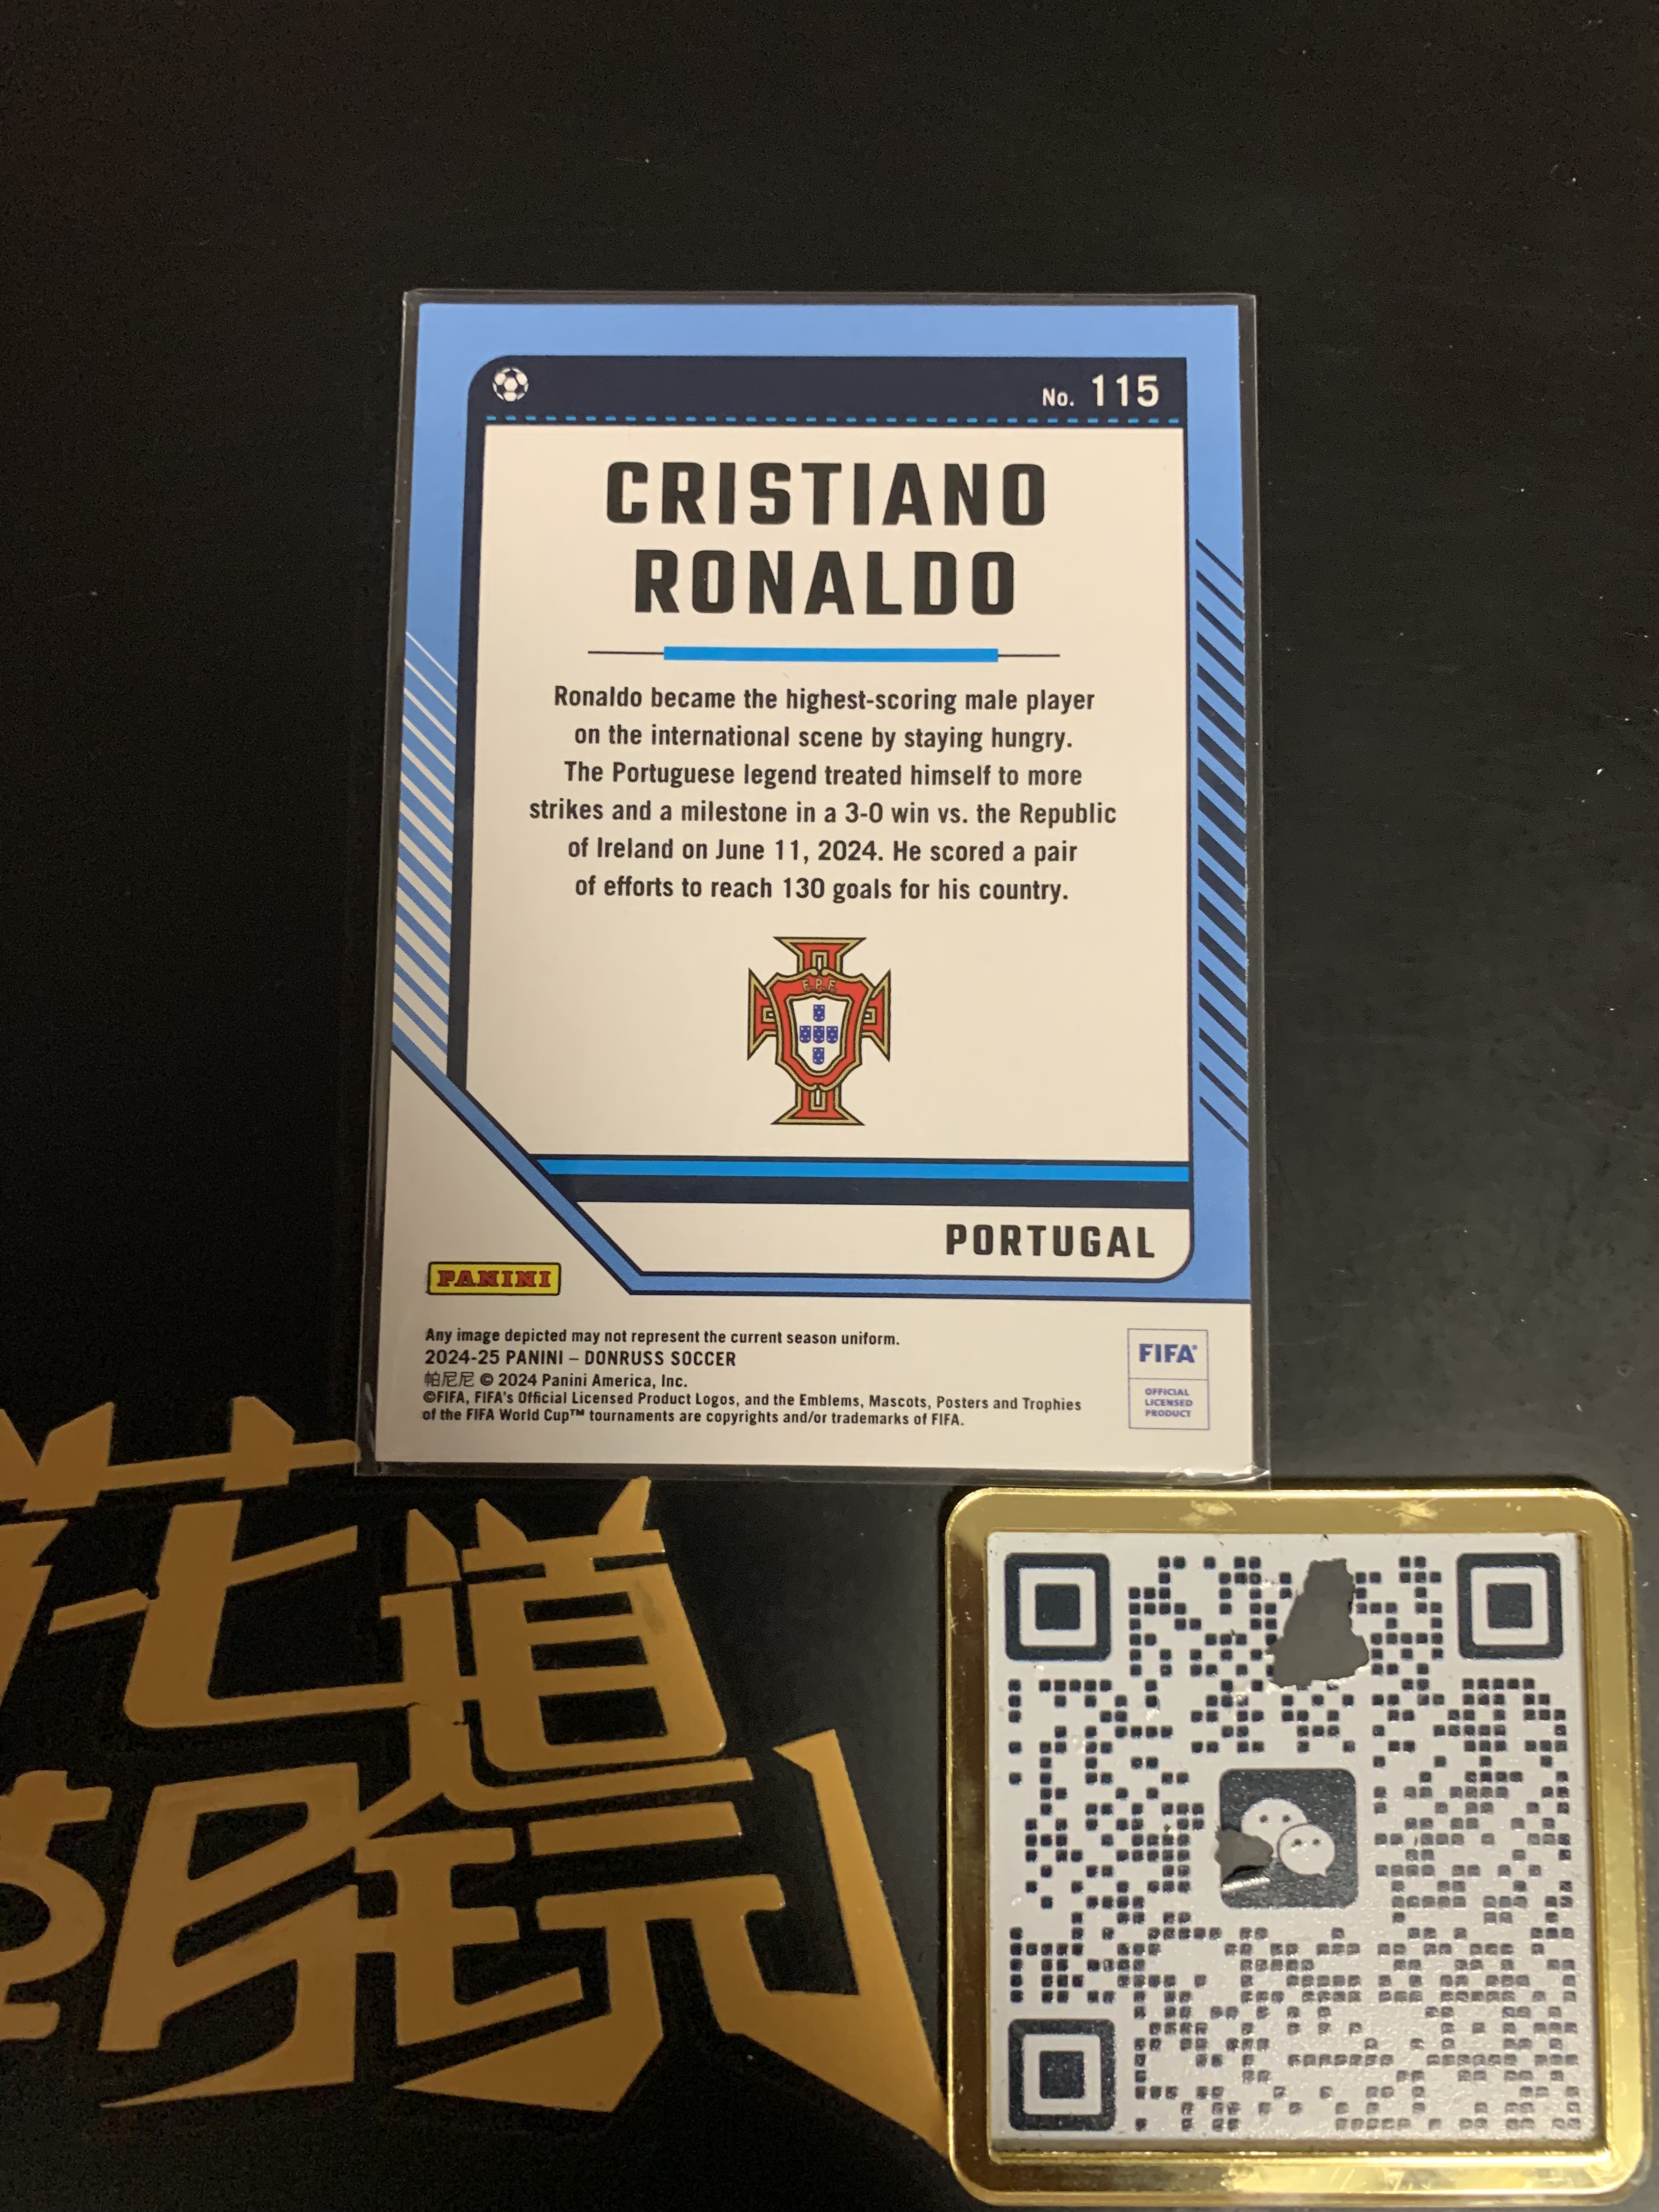 No. 115
CRISTIANO
RONALDO
Ronaldo became the highest-scoring male player
on the international scene by staying hungry.
The Portuguese legend treated himself to more
strikes and a milestone in a 3-0 win vs. the Republic
of Ireland on June 11, 2024. He scored a pair
of efforts to reach 130 goals for his country.
F.P.F.
PORTUGAL
PANINI
Any image depicted may not represent the current season uniform.
2024-25 PANINI – DONRUSS SOCCER
帕尼尼 © 2024 Panini America, Inc.
©FIFA, FIFA's Official Licensed Product Logos, and the Emblems, Mascots, Posters and Trophies
of the FIFA World Cup™ tournaments are copyrights and/or trademarks of FIFA.
FIFA®
OFFICIAL
LICENSED
PRODUCT
道
玩